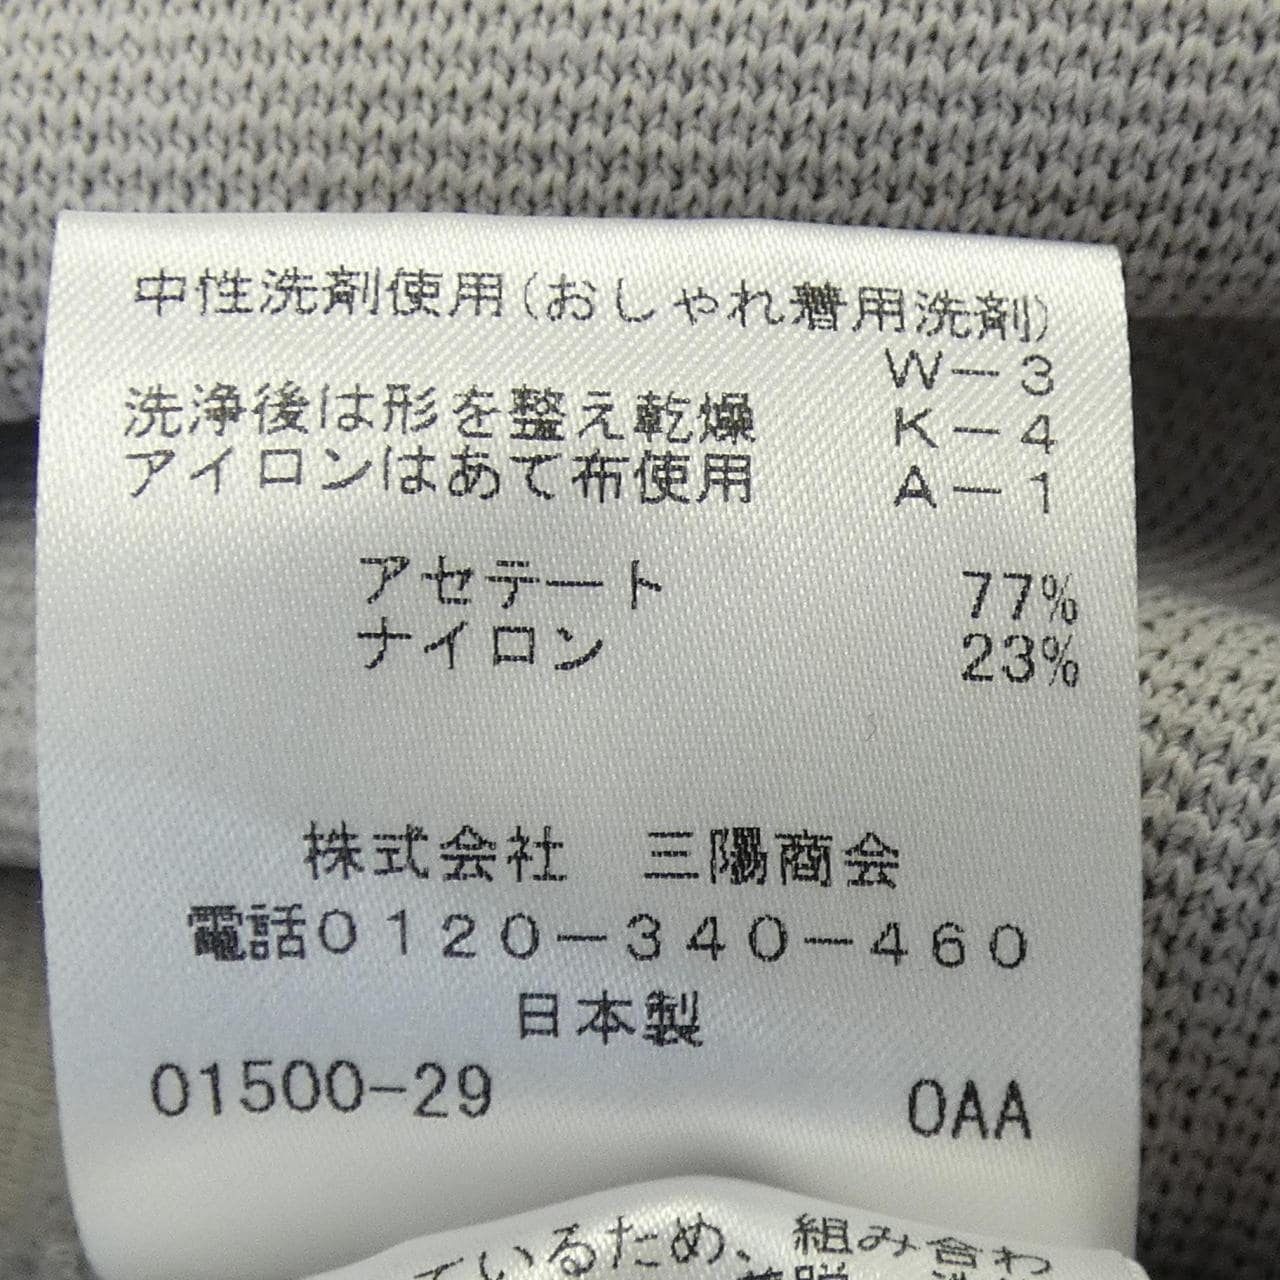 中性洗剤使用(おしゃれ着用洗剤)
W－3
洗浄後は形を整え乾燥 K－4
アイロンはあて布使用 A－1
アセテート 77%
ナイロン 23%
株式会社 三陽商会
電話0120－340－460
日本製
01500-29 0AA
ているため、組み合わ